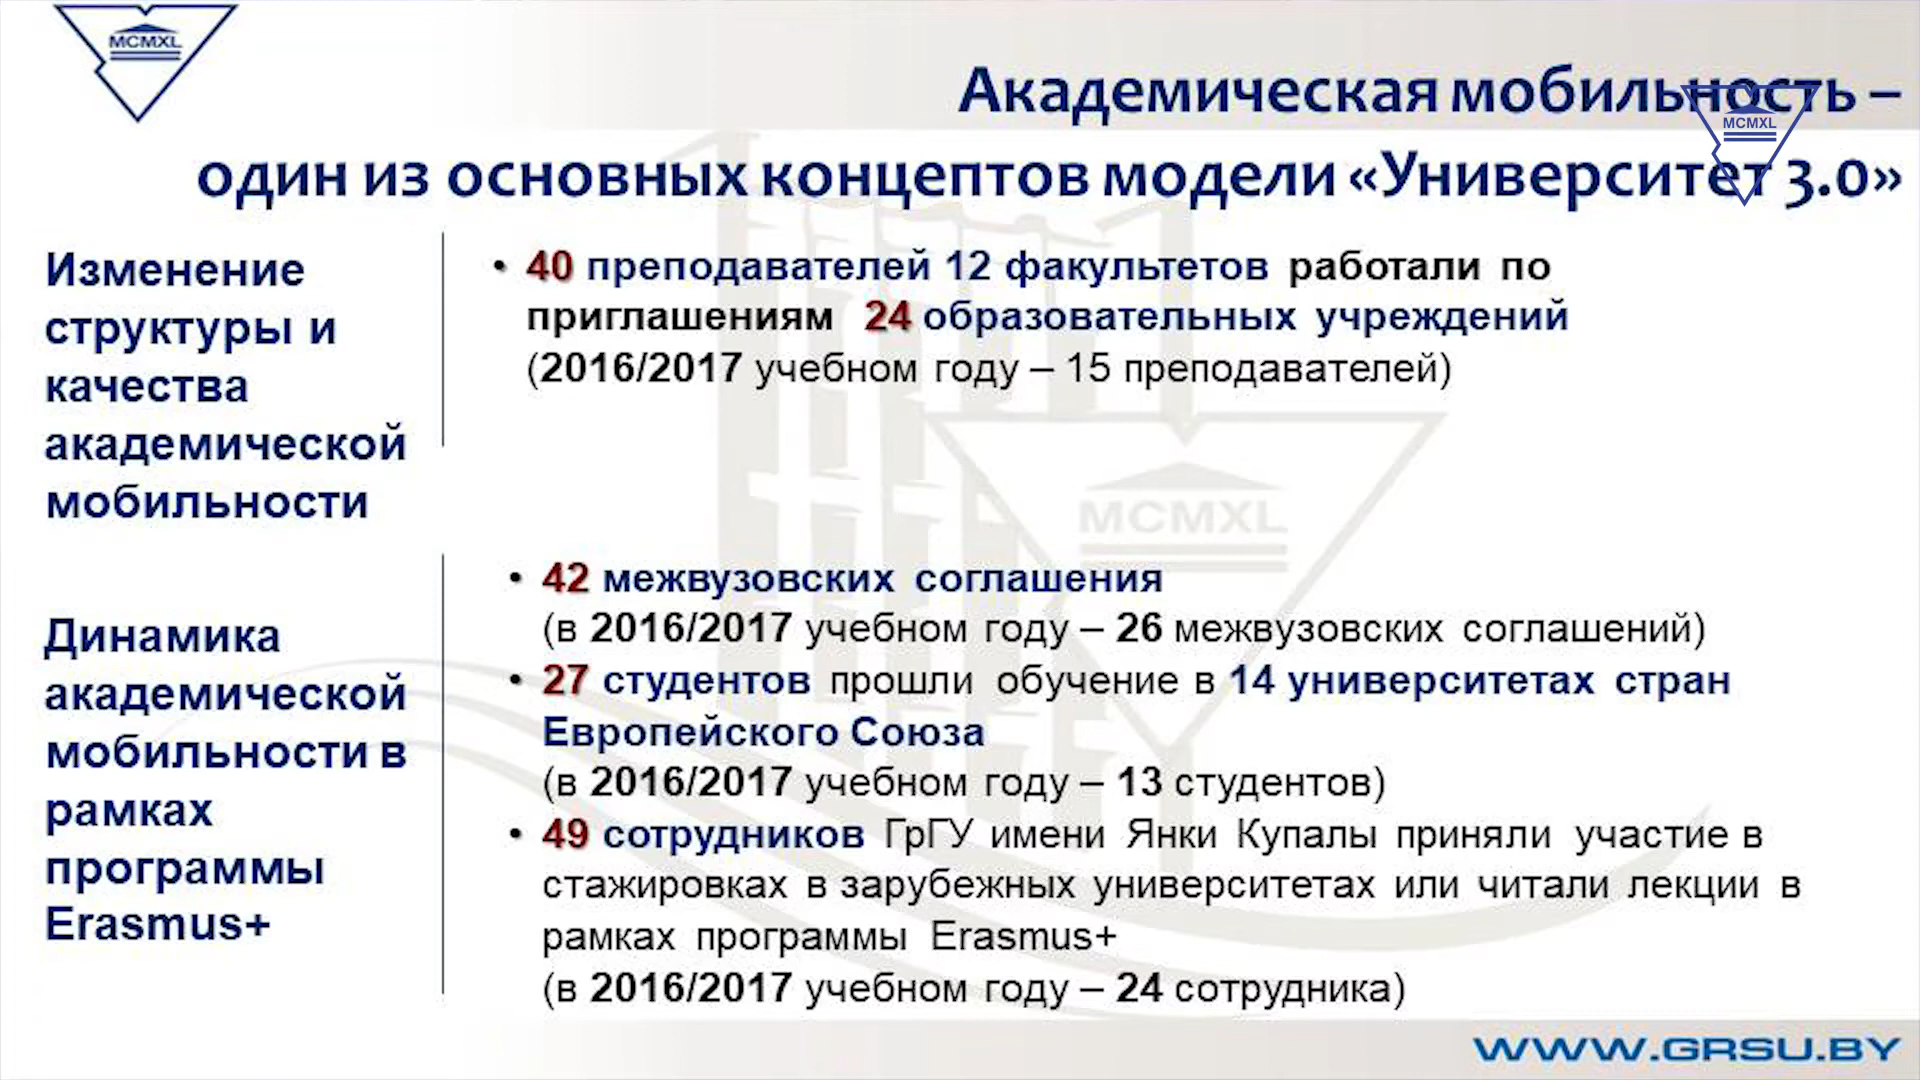 MCMXL
Академическая мобильность –
MCMXL
один из основных концептов модели «Университет 3.0»
Изменение
структуры и
качества
академической
мобильности
• 40 преподавателей 12 факультетов работали по
приглашениям 24 образовательных учреждений
(2016/2017 учебном году – 15 преподавателей)
MCMXL
Динамика
академической
мобильности в
рамках
программы
Erasmus+
• 42 межвузовских соглашения
(в 2016/2017 учебном году – 26 межвузовских соглашений)
• 27 студентов прошли обучение в 14 университетах стран
Европейского Союза
(в 2016/2017 учебном году – 13 студентов)
• 49 сотрудников ГрГУ имени Янки Купалы приняли участие в
стажировках в зарубежных университетах или читали лекции в
рамках программы Erasmus+
(в 2016/2017 учебном году – 24 сотрудника)
WWW.GRSU.BY